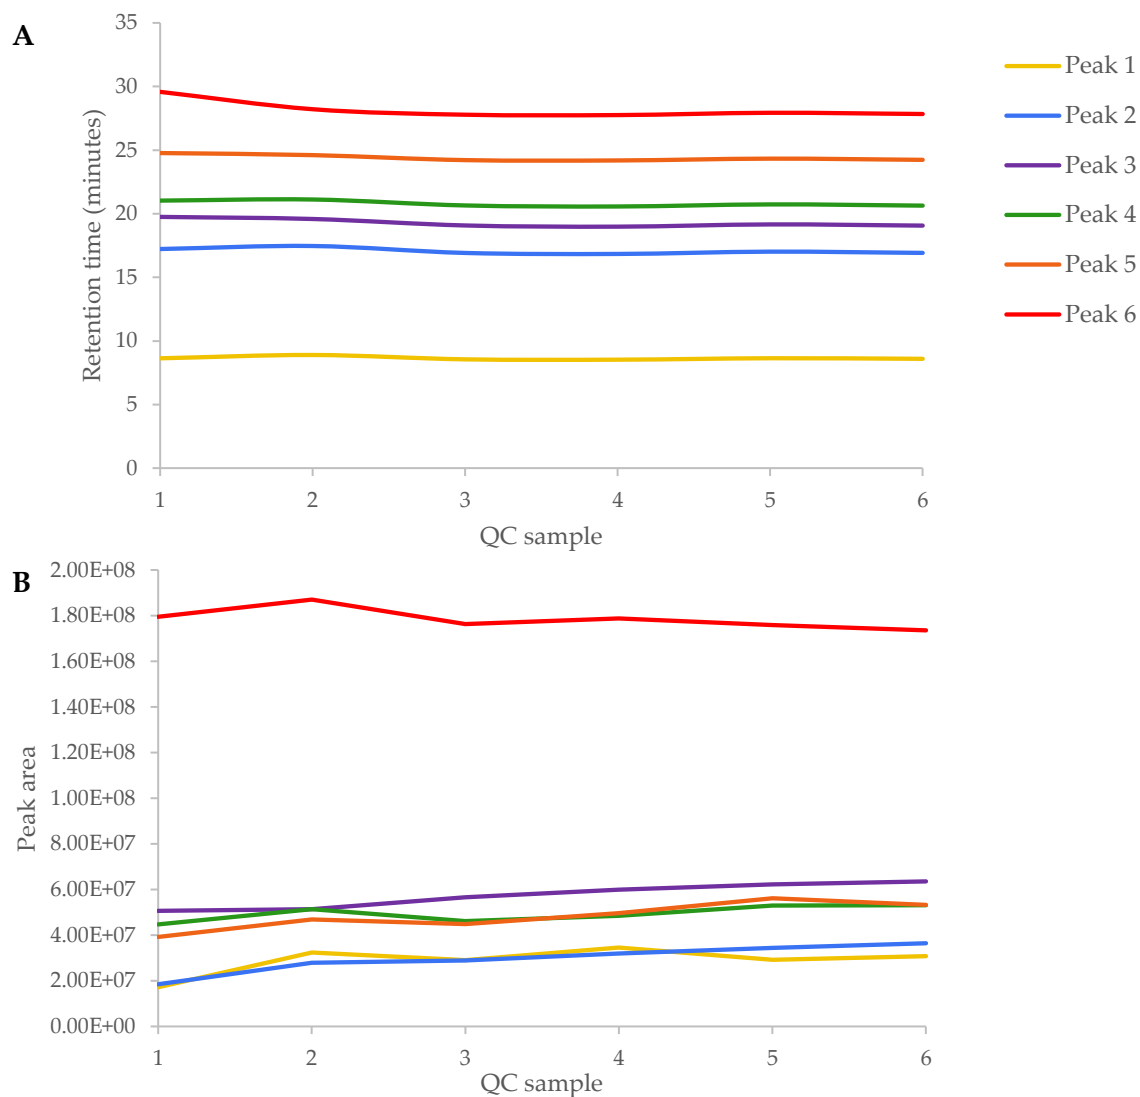 A
35
30
25
20
15
10
5
0
Retention time (minutes)
1 2 3 4 5 6
QC sample
Peak 1
Peak 2
Peak 3
Peak 4
Peak 5
Peak 6
B
2.00E+08
1.80E+08
1.60E+08
1.40E+08
1.20E+08
1.00E+08
8.00E+07
6.00E+07
4.00E+07
2.00E+07
0.00E+00
Peak area
1 2 3 4 5 6
QC sample